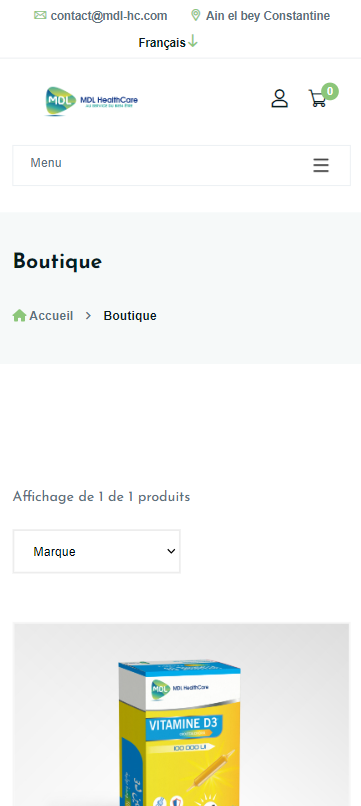 contact@mdl-hc.com Ain el bey Constantine
Français
MDL MDL HealthCare
0
Menu
Boutique
Accueil Boutique
Affichage de 1 de 1 produits
Marque
MDL MDL HealthCare
VITAMINE D3
100 000 UI